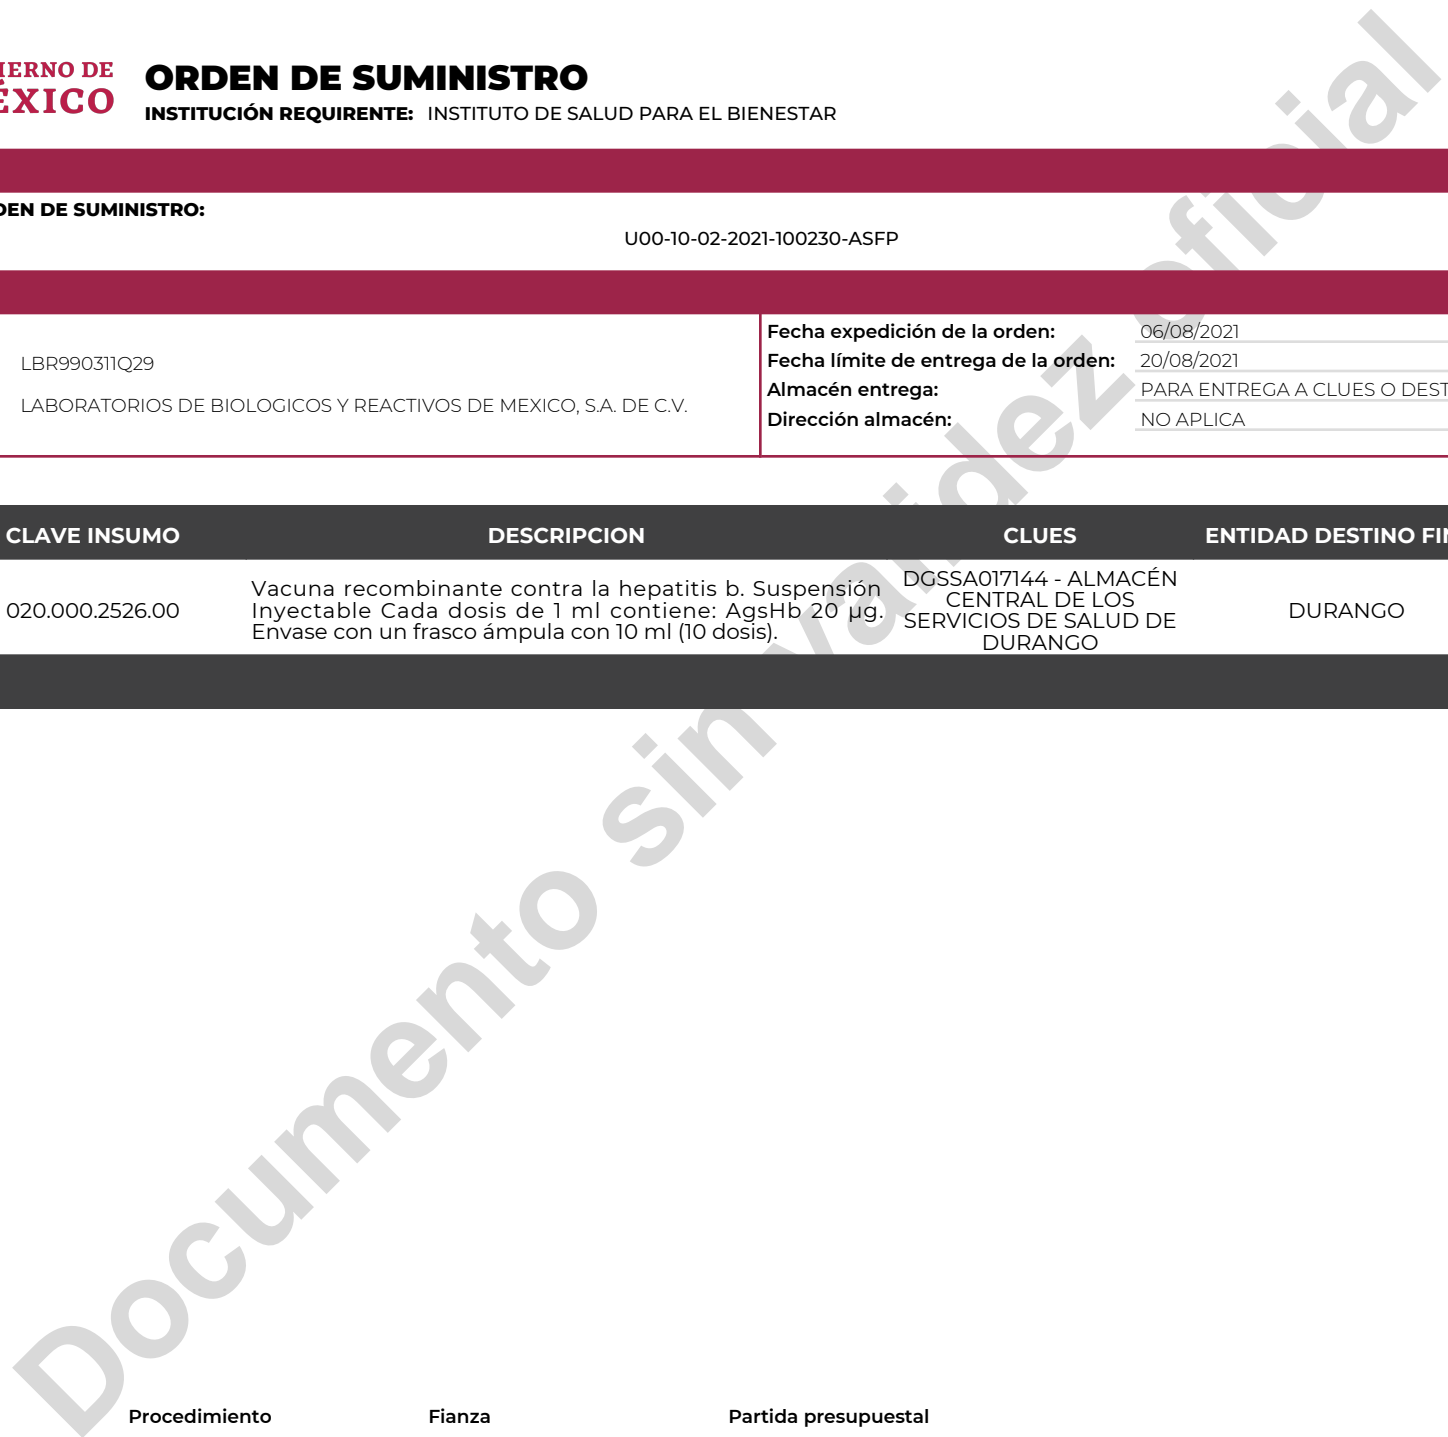 IERNO DE
ÉXICO
ORDEN DE SUMINISTRO
INSTITUCIÓN REQUIRENTE: INSTITUTO DE SALUD PARA EL BIENESTAR
DEN DE SUMINISTRO:
U00-10-02-2021-100230-ASFP
LBR990311Q29
LABORATORIOS DE BIOLOGICOS Y REACTIVOS DE MEXICO, S.A. DE C.V.
Fecha expedición de la orden: 06/08/2021
Fecha límite de entrega de la orden: 20/08/2021
Almacén entrega: PARA ENTREGA A CLUES O DEST
Dirección almacén: NO APLICA
CLAVE INSUMO DESCRIPCION CLUES ENTIDAD DESTINO FIN
020.000.2526.00
Vacuna recombinante contra la hepatitis b. Suspensión
Inyectable Cada dosis de 1 ml contiene: AgsHb 20 µg.
Envase con un frasco ámpula con 10 ml (10 dosis).
DGSSA017144 - ALMACÉN
CENTRAL DE LOS
SERVICIOS DE SALUD DE
DURANGO
DURANGO
Documento sin validez oficial
Procedimiento Fianza Partida presupuestal